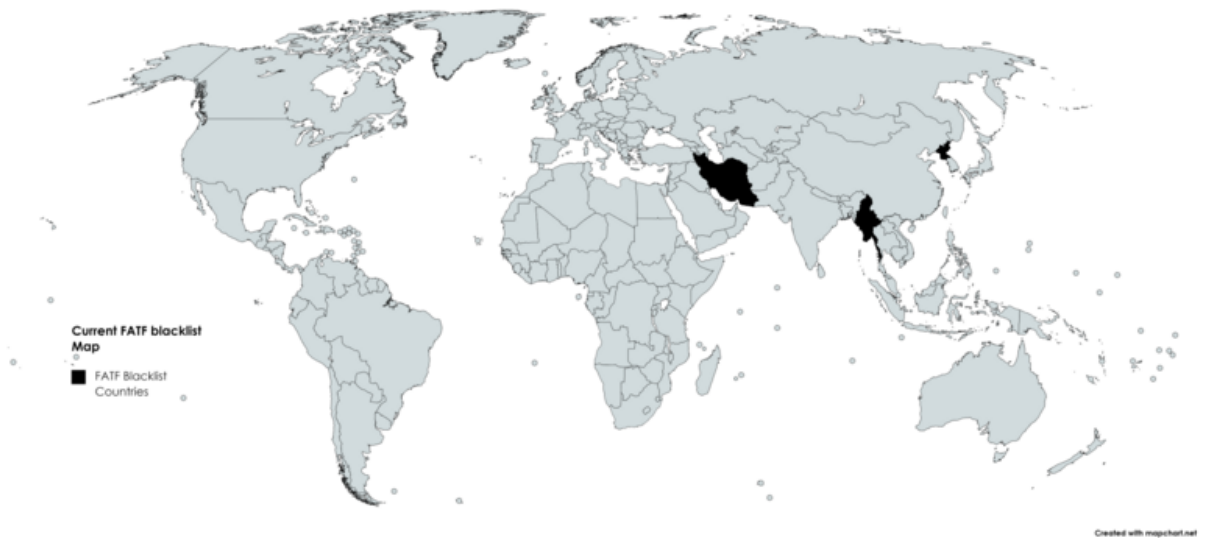 Current FATF blacklist
Map
FATF Blacklist
Countries
Created with mapchart.net